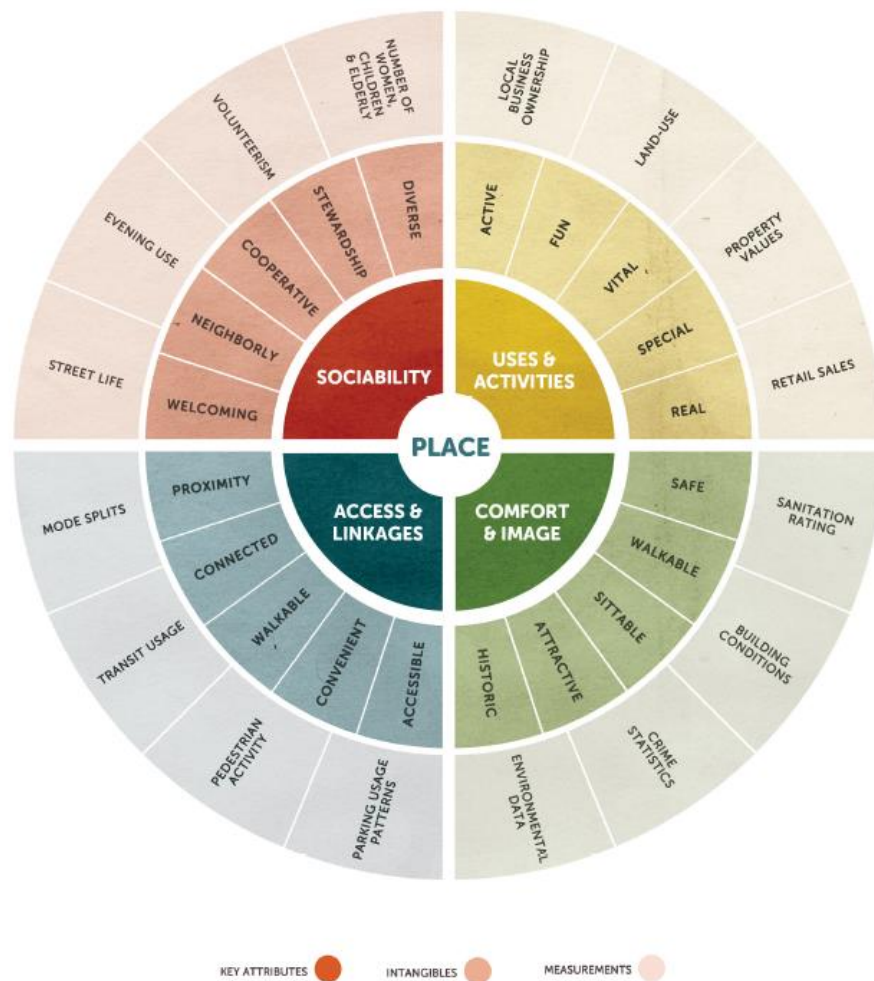 NUMBER OF
WOMEN,
CHILDREN
& ELDERLY
VOLUNTEERISM
EVENING USE
STREET LIFE
LOCAL
BUSINESS
OWNERSHIP
LAND-USE
PROPERTY
VALUES
RETAIL SALES
DIVERSE
STEWARDSHIP
COOPERATIVE
NEIGHBORLY
WELCOMING
ACTIVE
FUN
VITAL
SPECIAL
REAL
SOCIABILITY
USES &
ACTIVITIES
PLACE
ACCESS &
LINKAGES
COMFORT
& IMAGE
PROXIMITY
CONNECTED
WALKABLE
CONVENIENT
ACCESSIBLE
SAFE
WALKABLE
SITTABLE
ATTRACTIVE
HISTORIC
MODE SPLITS
TRANSIT USAGE
PEDESTRIAN
ACTIVITY
PARKING USAGE
PATTERNS
SANITATION
RATING
BUILDING
CONDITIONS
CRIME
STATISTICS
ENVIRONMENTAL
DATA
KEY ATTRIBUTES
INTANGIBLES
MEASUREMENTS